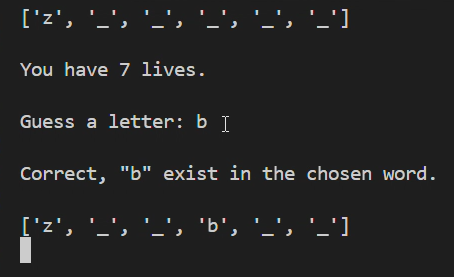 ['z', '_', '_', '_', '_', '_']
You have 7 lives.
Guess a letter: b
Correct, "b" exist in the chosen word.
['z', '_', '_', 'b', '_', '_']